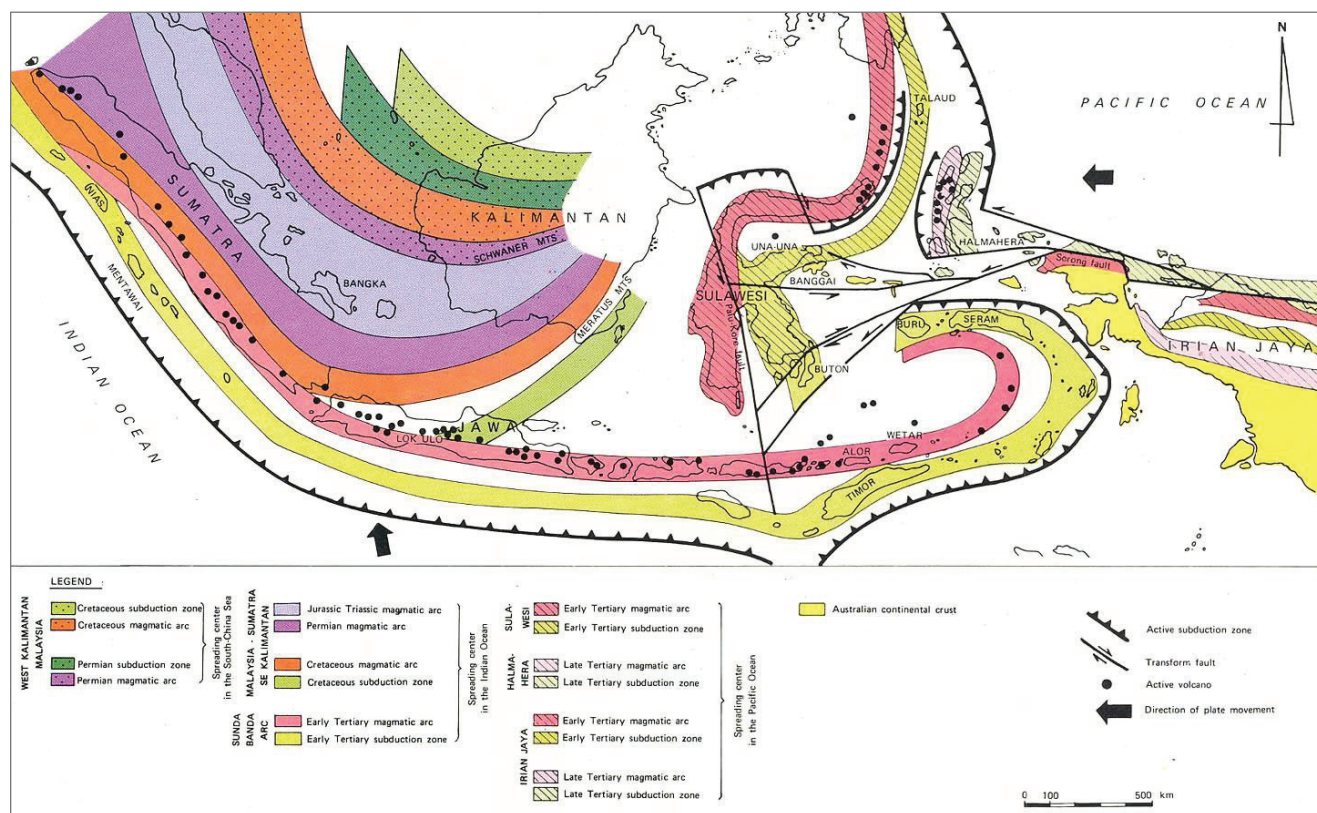 N
PACIFIC OCEAN
TALAUD
SUMATRA
NIAS
MENTAWAI
BANGKA
KALIMANTAN
SCHWANER MTS
MERATUS MTS
UNA-UNA
SULAWESI
BANGGAI
HALMAHERA
Sorong fault
IRIAN JAYA
Palu Koro fault
BURU
SERAM
BUTON
INDIAN OCEAN
JAWA
LOK ULO
ALOR
WETAR
TIMOR
LEGEND :
WEST KALIMANTAN
MALAYSIA
Cretaceous subduction zone
Cretaceous magmatic arc
Permian subduction zone
Permian magmatic arc
Spreading center
in the South-China Sea
MALAYSIA - SUMATRA
SE KALIMANTAN
Jurassic Triassic magmatic arc
Permian magmatic arc
Cretaceous magmatic arc
Cretaceous subduction zone
SUNDA
BANDA
ARC
Early Tertiary magmatic arc
Early Tertiary subduction zone
Spreading center
in the Indian Ocean
SULA-
WESI
Early Tertiary magmatic arc
Early Tertiary subduction zone
HALMA-
HERA
Late Tertiary magmatic arc
Late Tertiary subduction zone
IRIAN JAYA
Early Tertiary magmatic arc
Early Tertiary subduction zone
Late Tertiary magmatic arc
Late Tertiary subduction zone
Spreading center
in the Pacific Ocean
Australian continental crust
Active subduction zone
Transform fault
Active volcano
Direction of plate movement
0 100 500 km